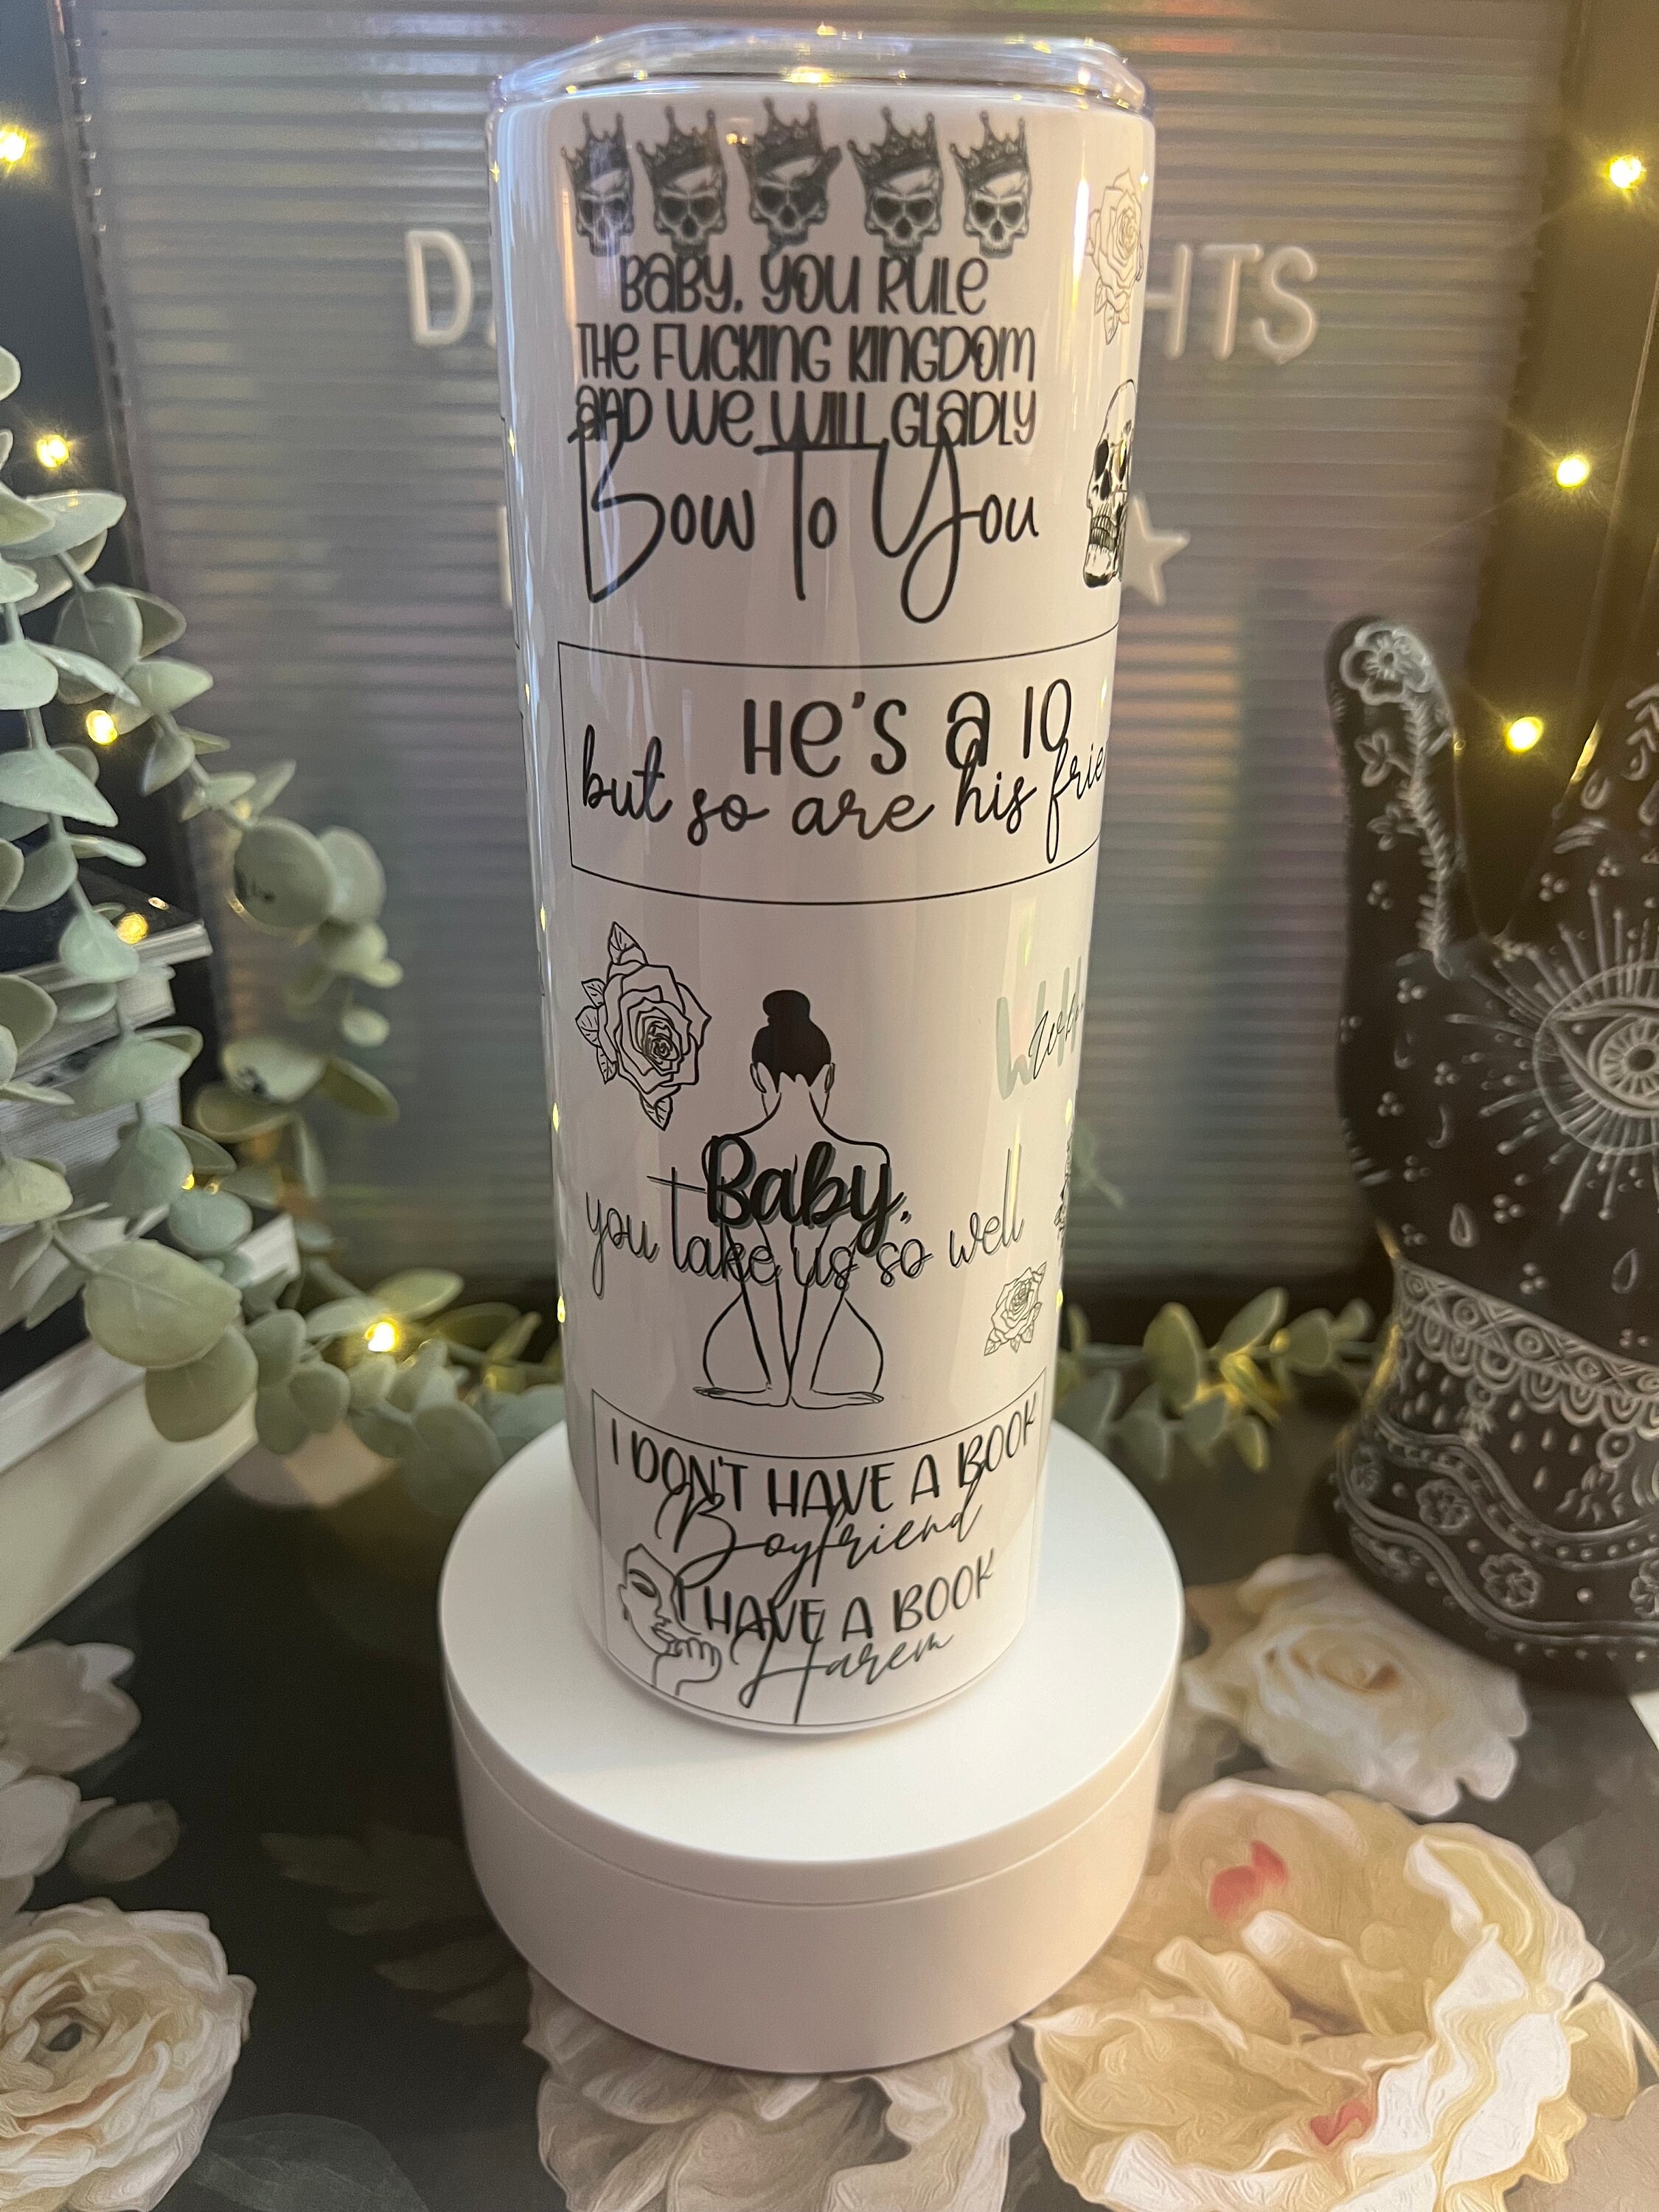 BABY, YOU RULE
THE FUCKING KINGDOM
AND WE WILL GLADLY
Bow To You
He's a 10
but so are his
Baby,
you take us so well
I DON'T HAVE A BOOK
Boyfriend
I HAVE A BOOK
Harem